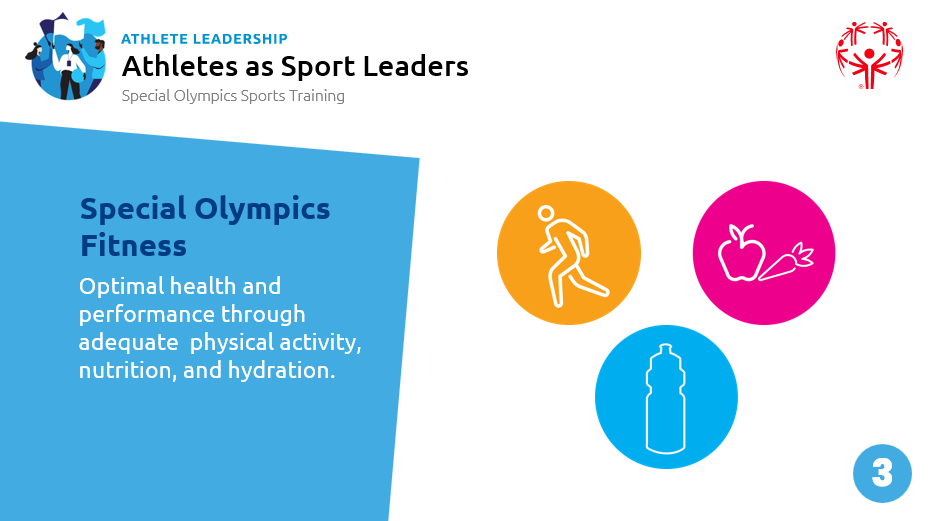 ATHLETE LEADERSHIP
Athletes as Sport Leaders
Special Olympics Sports Training
®
Special Olympics
Fitness
Optimal health and
performance through
adequate  physical activity,
nutrition, and hydration.
3